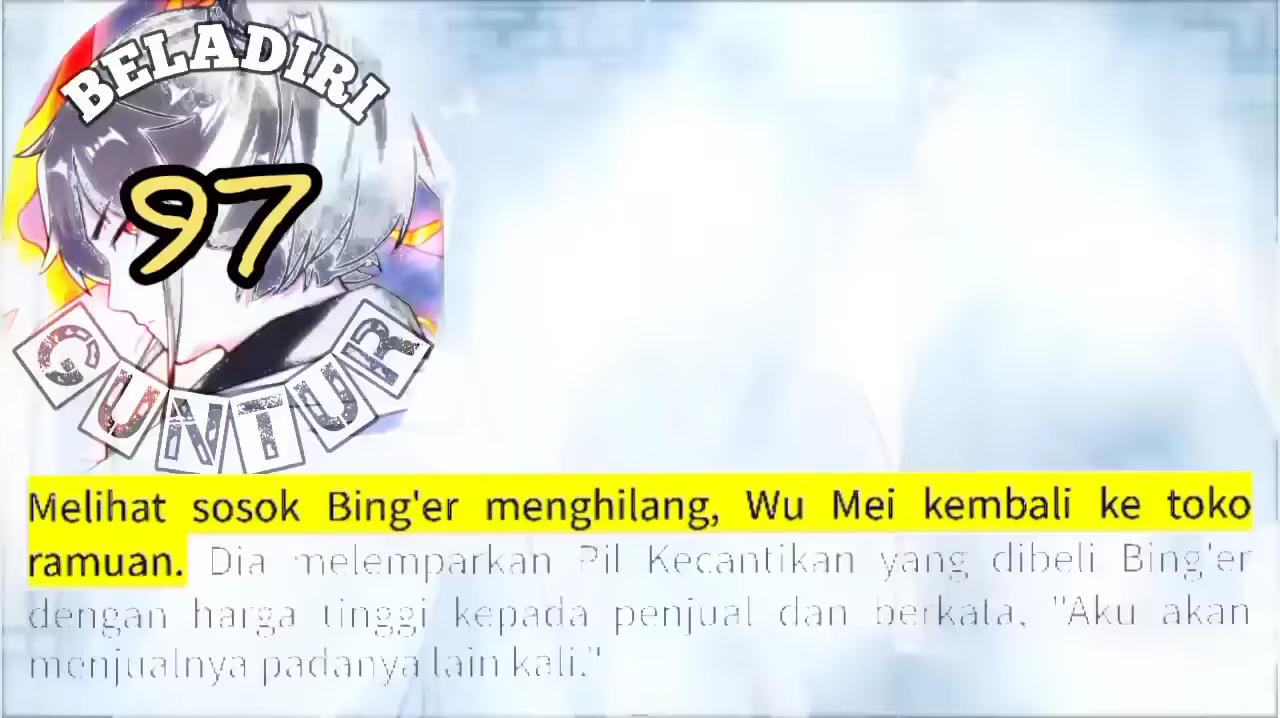 BELADIRI
97
GUNTUR
Melihat sosok Bing'er menghilang, Wu Mei kembali ke toko
ramuan. Dia melemparkan Pil Kecantikan yang dibeli Bing'er
dengan harga tinggi kepada penjual dan berkata, "Aku akan
menjualnya padanya lain kali."